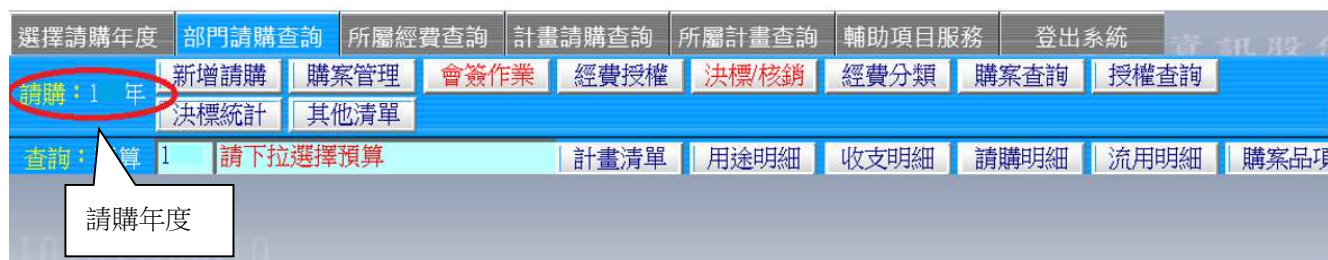 選擇請購年度 部門請購查詢 所屬經費查詢 計畫請購查詢 所屬計畫查詢 輔助項目服務 登出系統
資訊股
請購：1 年 新增請購 購案管理 會簽作業 經費授權 決標/核銷 經費分類 購案查詢 授權查詢
決標統計 其他清單
查詢： 算 1 請下拉選擇預算 計畫清單 用途明細 收支明細 請購明細 流用明細 購案品項
請購年度